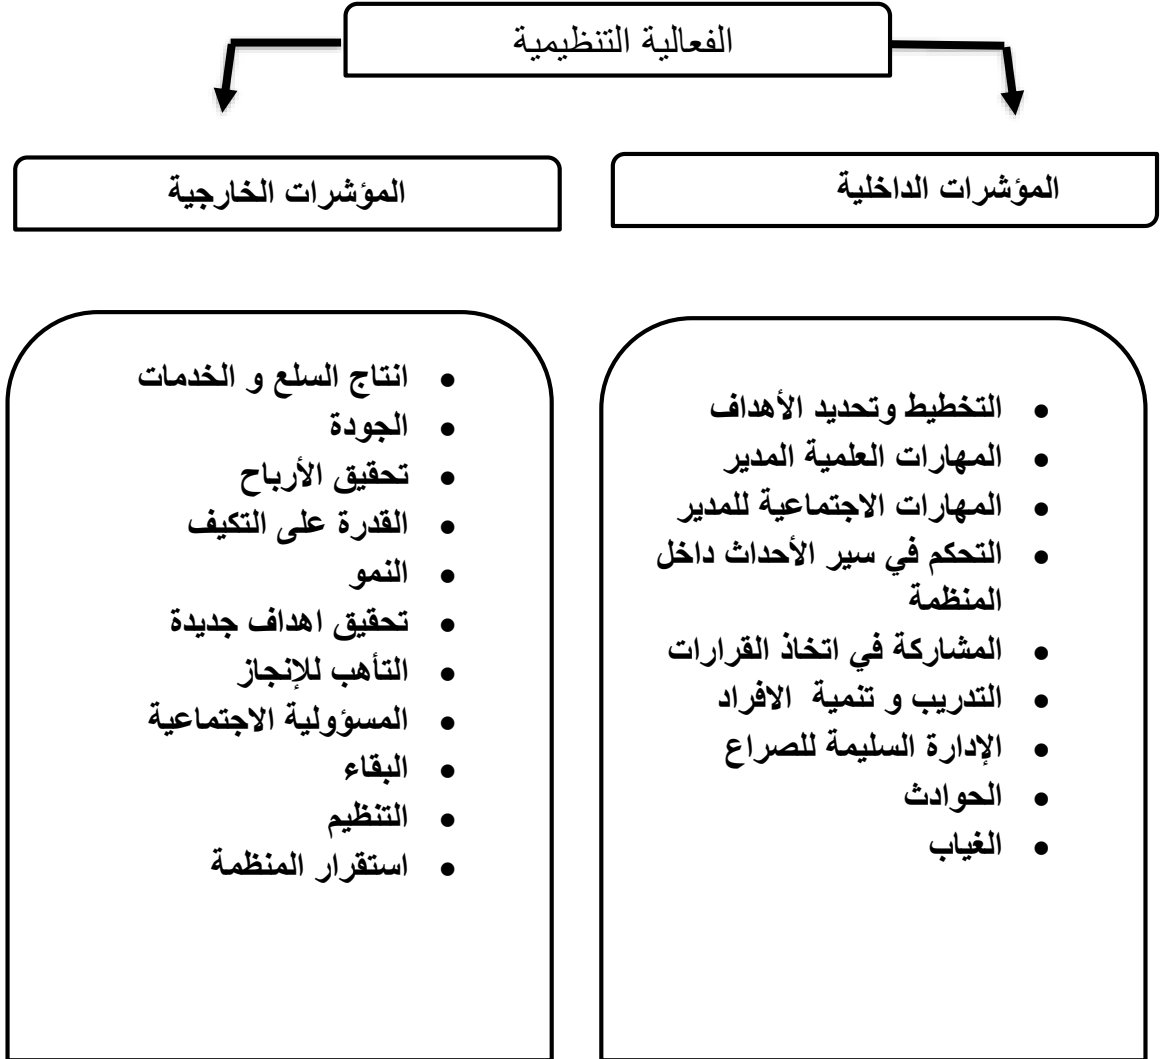 الفعالية التنظيمية
المؤشرات الداخلية
المؤشرات الخارجية
• التخطيط وتحديد الأهداف
• المهارات العلمية المدير
• المهارات الاجتماعية للمدير
• التحكم في سير الأحداث داخل
المنظمة
• المشاركة في اتخاذ القرارات
• التدريب و تنمية الافراد
• الإدارة السليمة للصراع
• الحوادث
• الغياب
• انتاج السلع و الخدمات
• الجودة
• تحقيق الأرباح
• القدرة على التكيف
• النمو
• تحقيق اهداف جديدة
• التأهب للإنجاز
• المسؤولية الاجتماعية
• البقاء
• التنظيم
• استقرار المنظمة